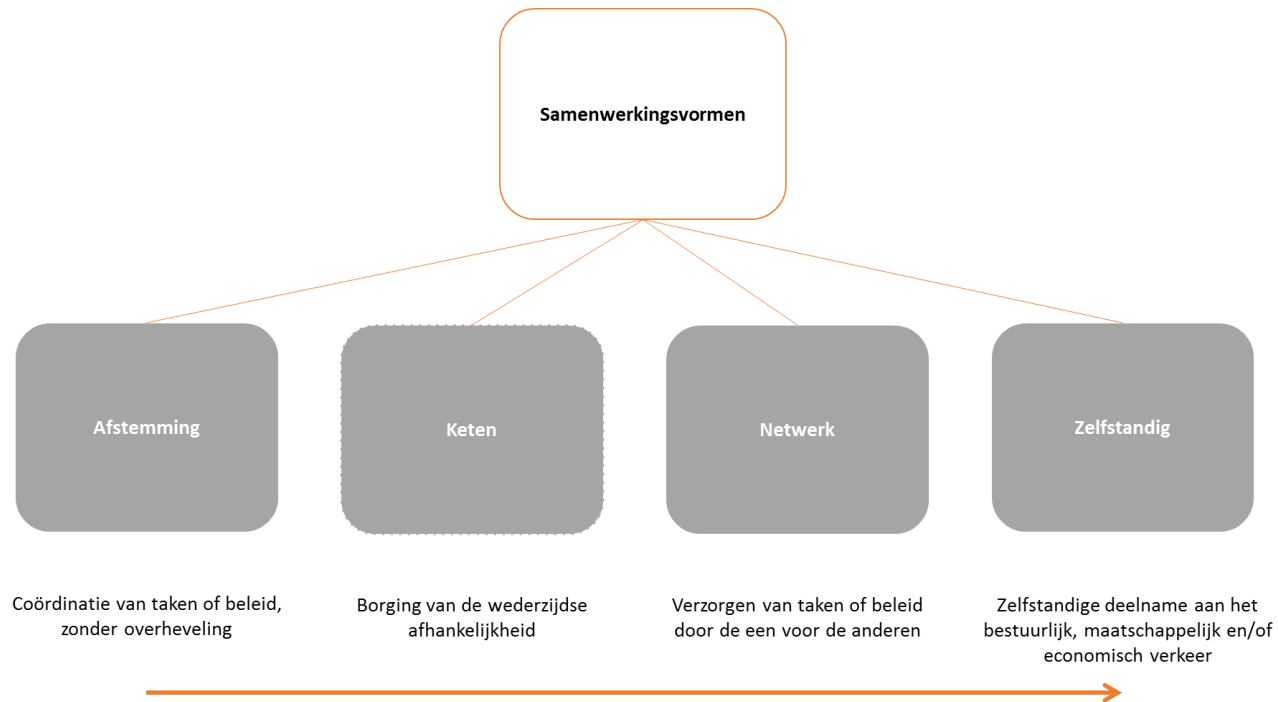 Samenwerkingsvormen
Afstemming
Keten
Netwerk
Zelfstandig
Coördinatie van taken of beleid,
zonder overheveling
Borging van de wederzijdse
afhankelijkheid
Verzorgen van taken of beleid
door de een voor de anderen
Zelfstandige deelname aan het
bestuurlijk, maatschappelijk en/of
economisch verkeer